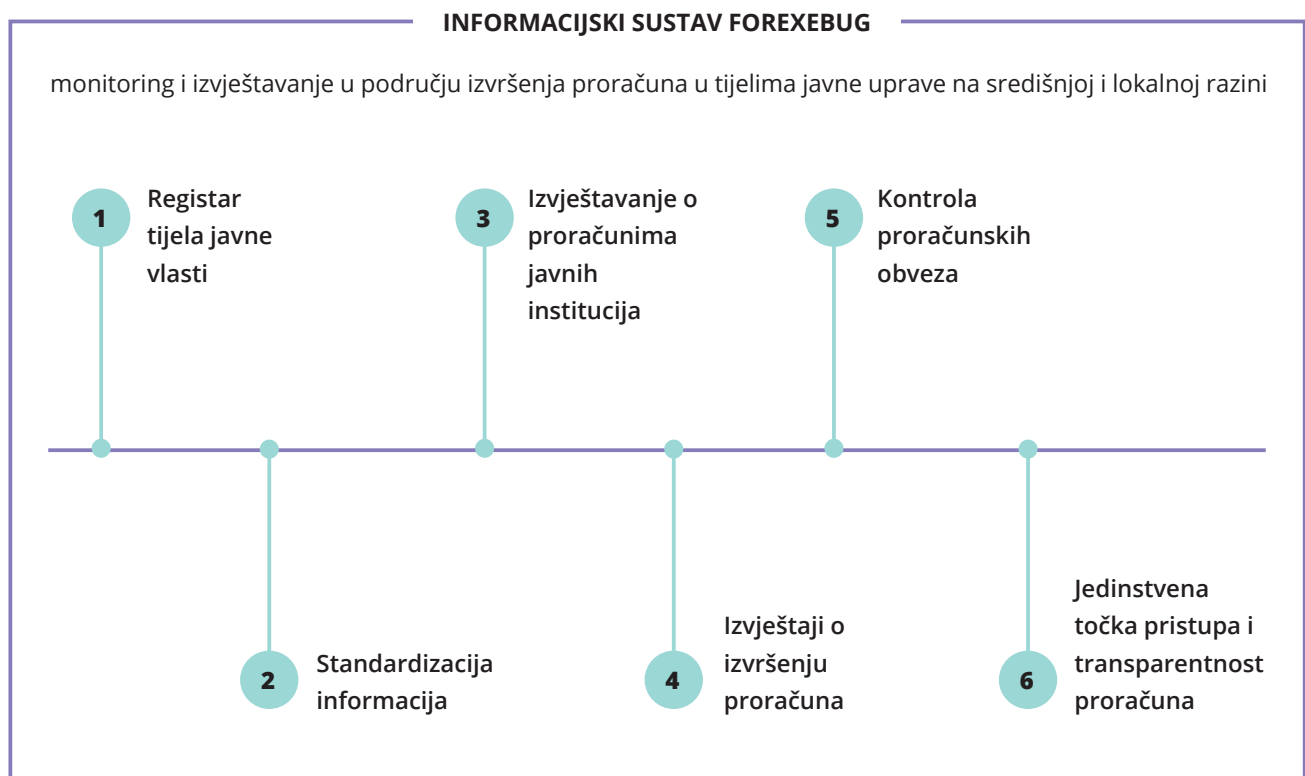 INFORMACIJSKI SUSTAV FOREXEBUG
monitoring i izvještavanje u području izvršenja proračuna u tijelima javne uprave na središnjoj i lokalnoj razini
1
Registar
tijela javne
vlasti
2
Standardizacija
informacija
3
Izvještavanje o
proračunima
javnih
institucija
4
Izvještaji o
izvršenju
proračuna
5
Kontrola
proračunskih
obveza
6
Jedinstvena
točka pristupa i
transparentnost
proračuna